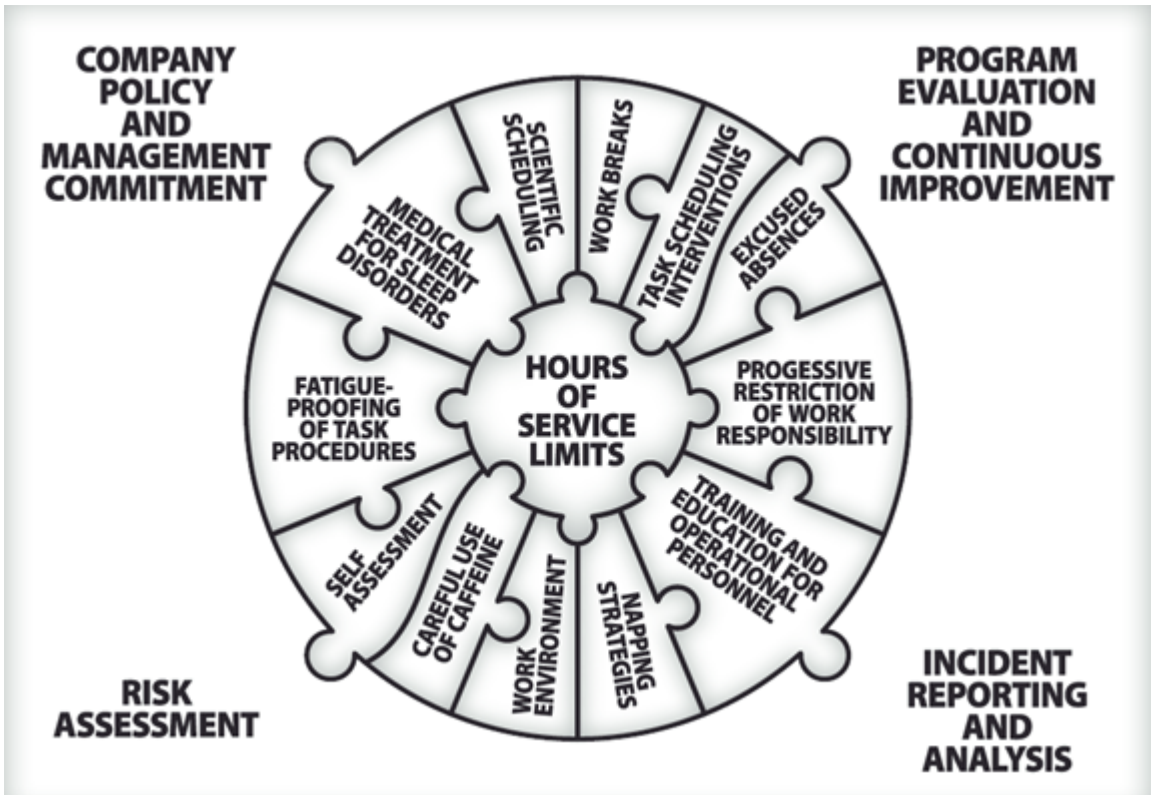 COMPANY
POLICY
AND
MANAGEMENT
COMMITMENT
PROGRAM
EVALUATION
AND
CONTINUOUS
IMPROVEMENT
SCIENTIFIC
SCHEDULING
WORK BREAKS
TASK SCHEDULING
INTERVENTIONS
EXCUSED
ABSENCES
MEDICAL
TREATMENT
FOR SLEEP
DISORDERS
HOURS
OF
SERVICE
LIMITS
PROGESSIVE
RESTRICTION
OF WORK
RESPONSIBILITY
FATIGUE-
PROOFING
OF TASK
PROCEDURES
TRAINING AND
EDUCATION FOR
OPERATIONAL
PERSONNEL
SELF
ASSESSMENT
CAREFUL USE
OF CAFFEINE
WORK
ENVIRONMENT
NAPPING
STRATEGIES
RISK
ASSESSMENT
INCIDENT
REPORTING
AND
ANALYSIS